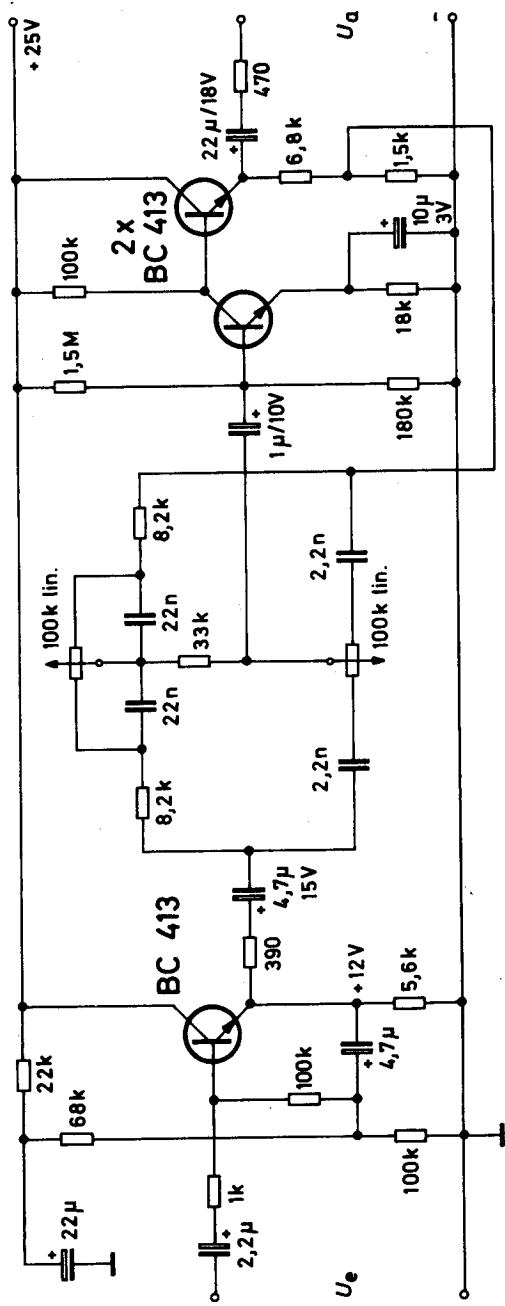 + 25V
22k
22µ
+
68k
100k
1,5M
2 x
BC 413
22µ/18V
+
470
BC 413
8,2k
100k lin.
22n
22n
8,2k
33k
1µ/10V
+
6,8k
2,2µ
+
1k
100k
390
4,7µ
+
15V
+12V
4,7µ
+
5,6k
100k
2,2n
100k lin.
2,2n
180k
18k
10µ
3V
+
1,5k
Ue
Ua
-